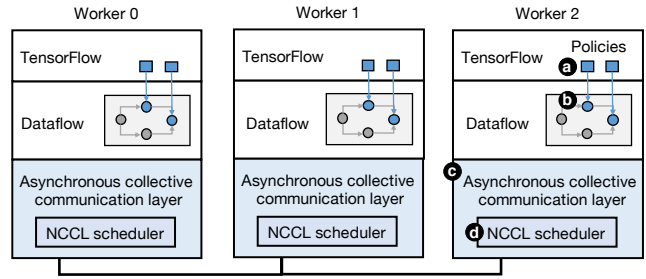 Worker 0
Worker 1
Worker 2
TensorFlow
TensorFlow
TensorFlow
Policies
a
Dataflow
Dataflow
Dataflow
b
c
Asynchronous collective
communication layer
Asynchronous collective
communication layer
Asynchronous collective
communication layer
NCCL scheduler
NCCL scheduler
d
NCCL scheduler